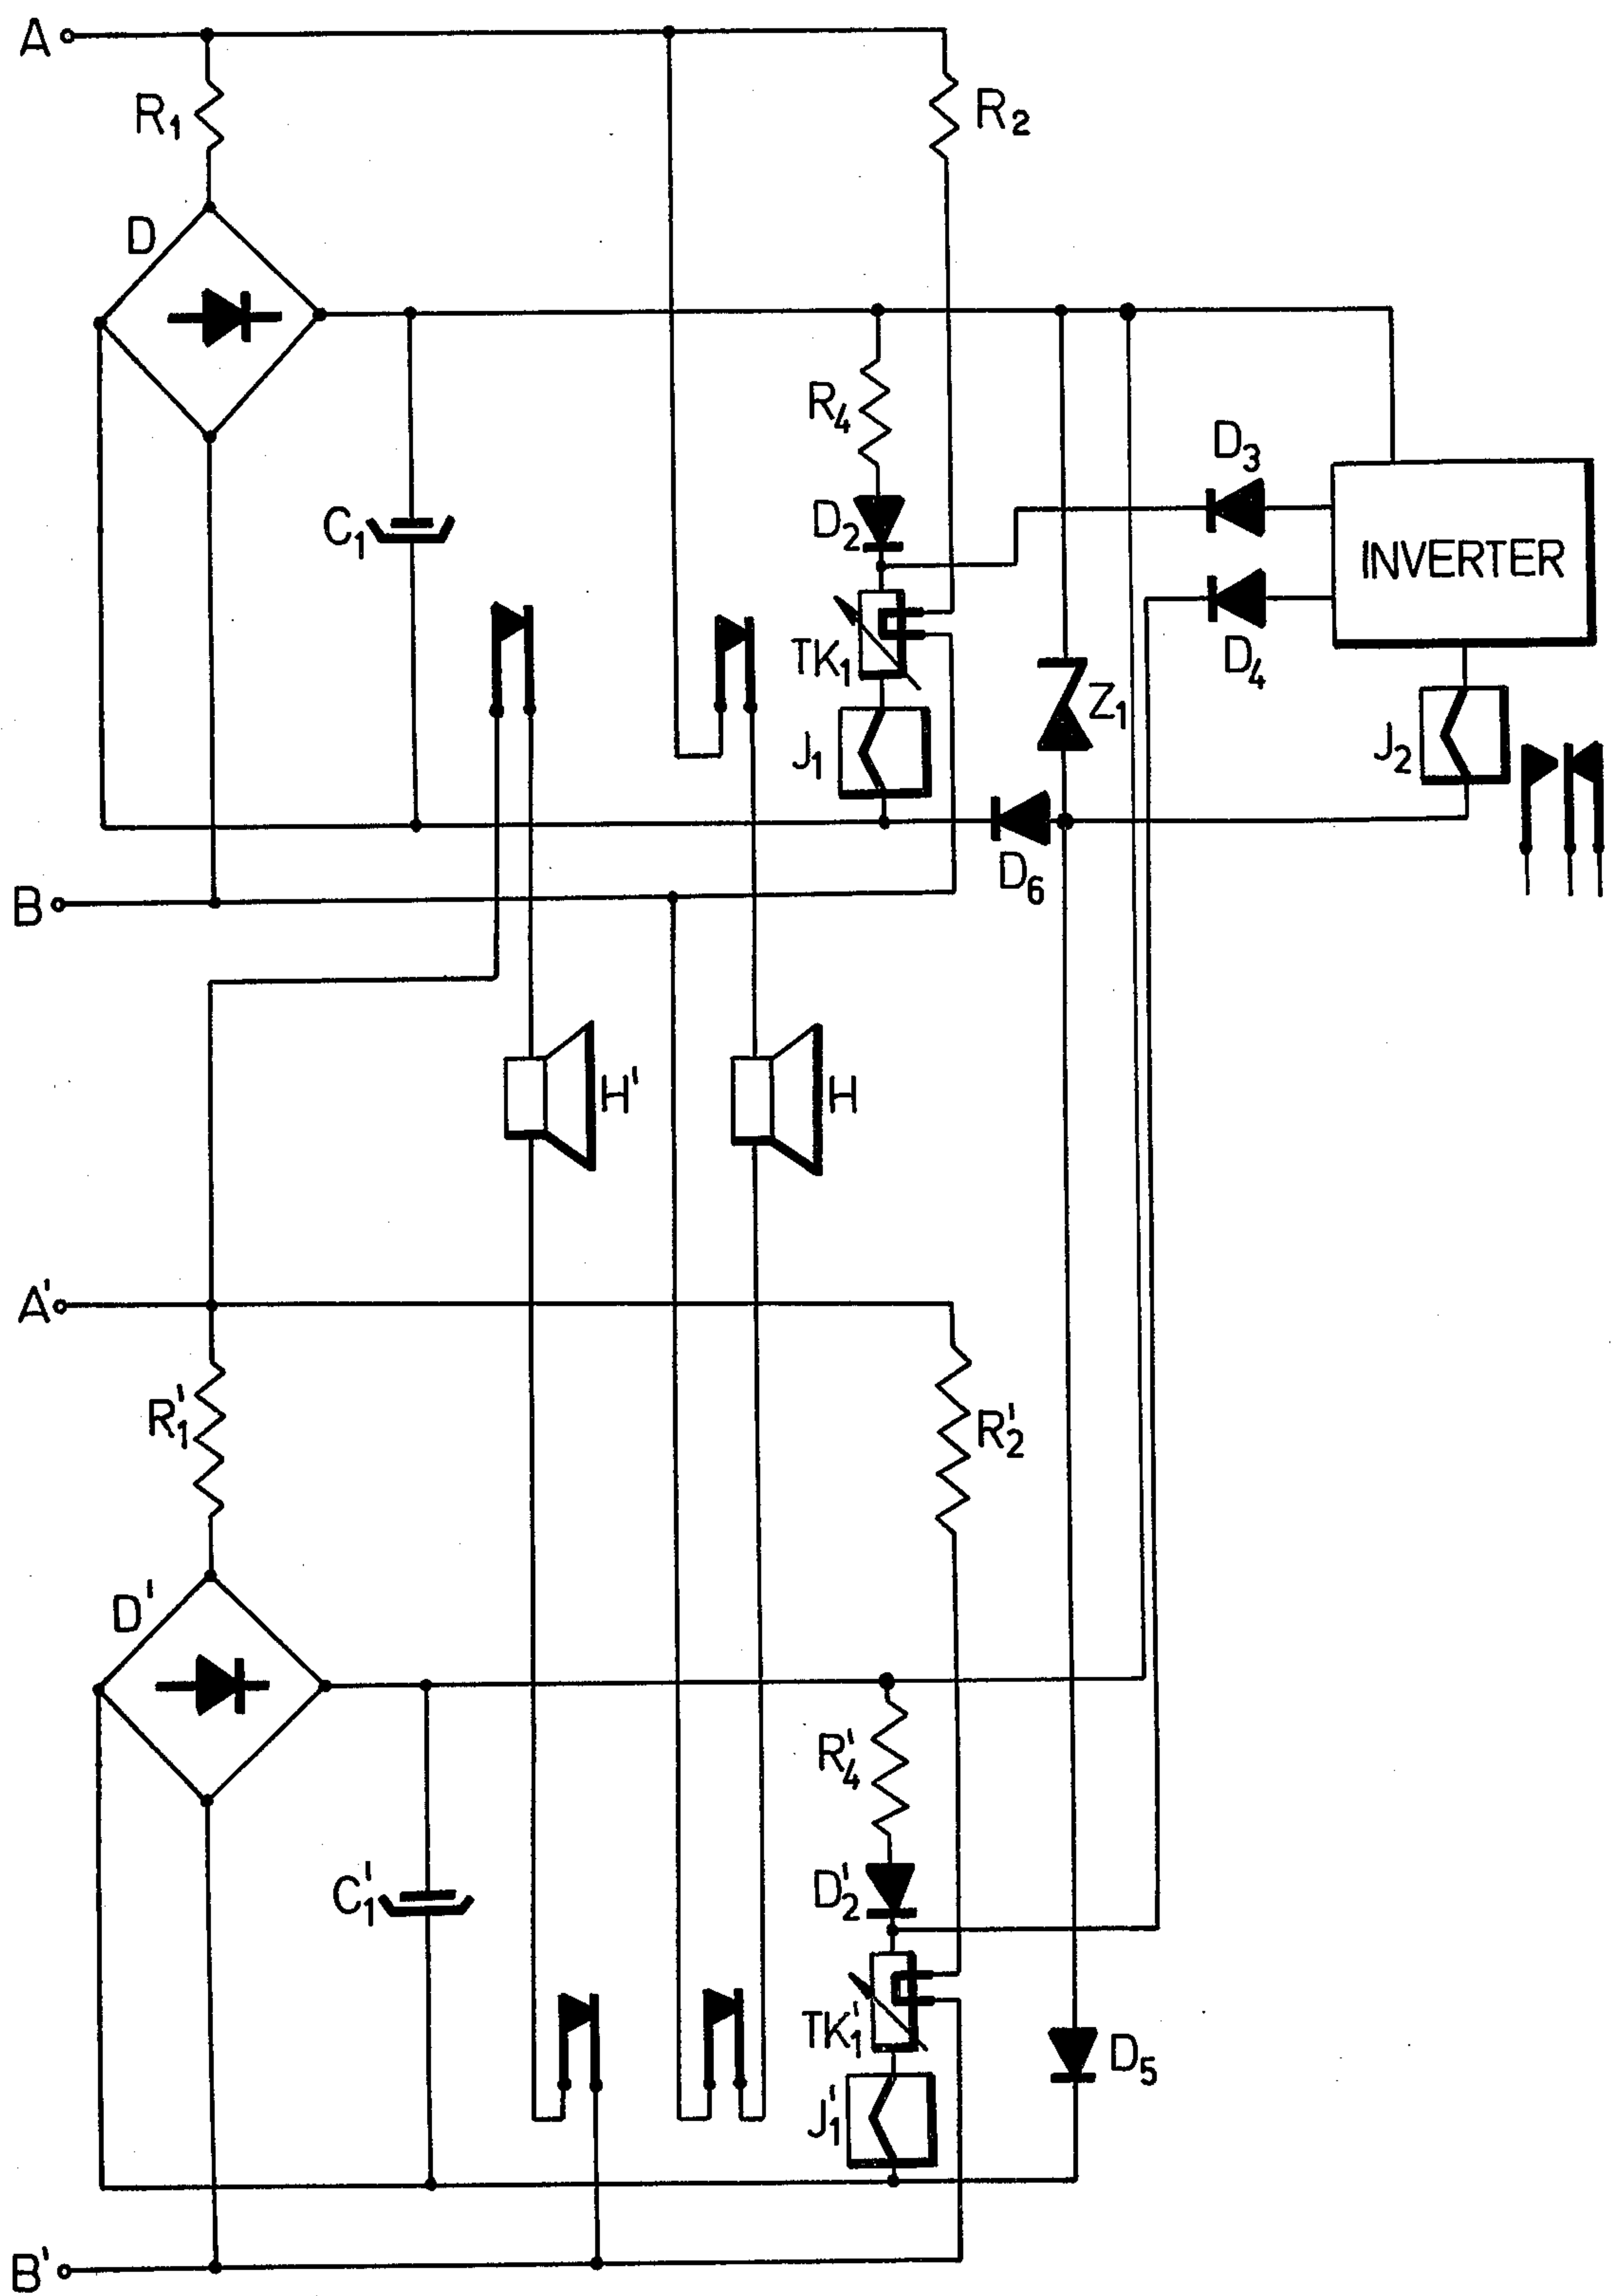 A
R1
R2
D
R4
D3
C1
D2
INVERTER
D4
TK1
Z1
J1
J2
D6
B
H'
H
A'
R'1
R'2
D'
R'4
C'1
D'2
TK'1
D5
J'1
B'